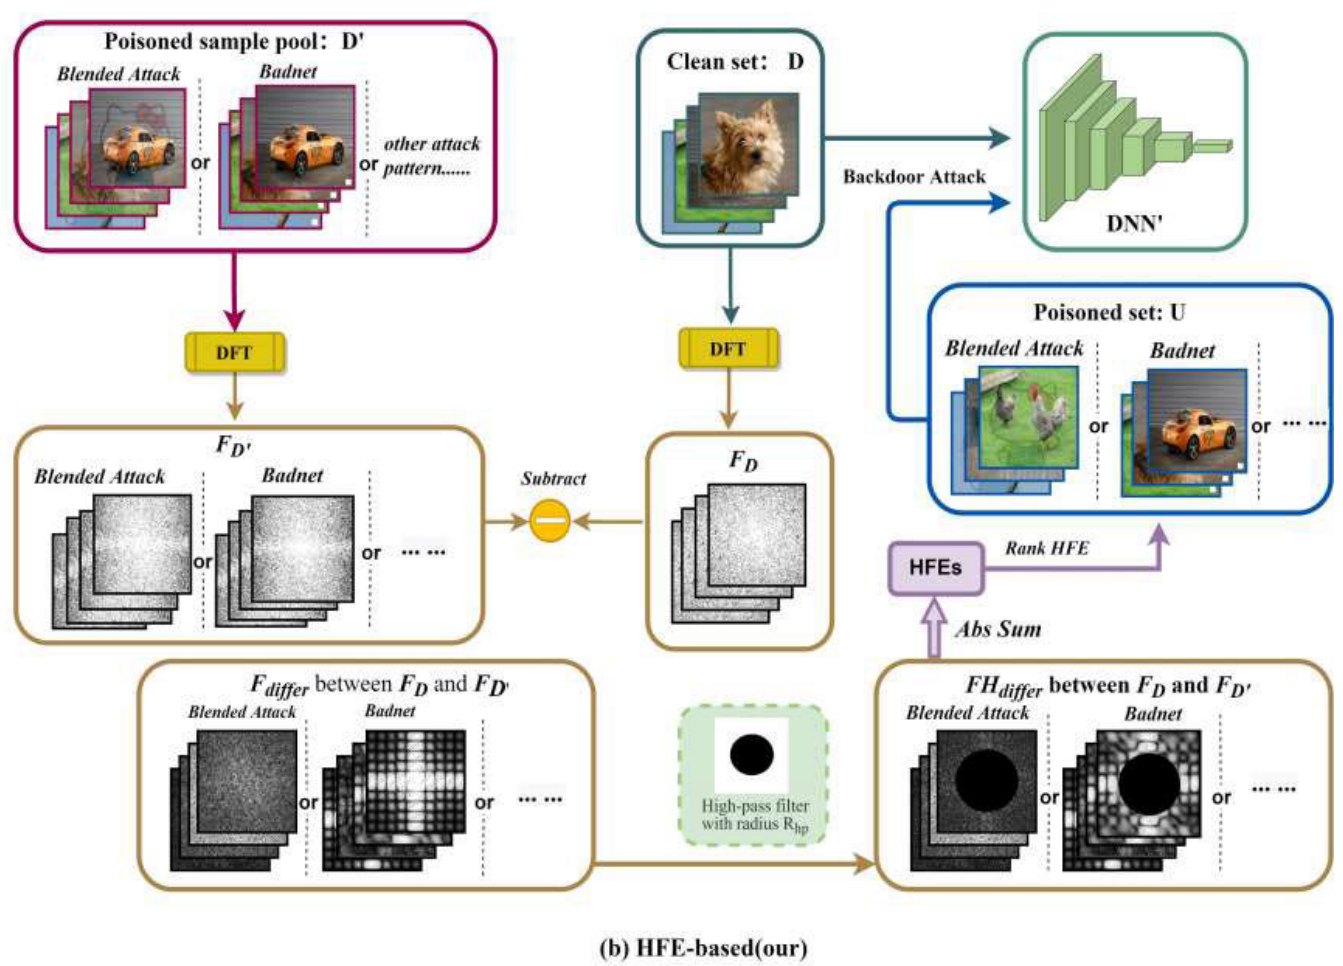 Poisoned sample pool: D'
Blended Attack
Badnet
or
or
other attack
pattern......
Clean set: D
Backdoor Attack
DNN'
DFT
DFT
Poisoned set: U
Blended Attack
Badnet
or
or
... ...
F_D'
Blended Attack
Badnet
or
or
... ...
Subtract
F_D
HFEs
Rank HFE
Abs Sum
F_differ between F_D and F_D'
Blended Attack
Badnet
or
or
... ...
High-pass filter
with radius R_hp
FH_differ between F_D and F_D'
Blended Attack
Badnet
or
or
... ...
(b) HFE-based(our)